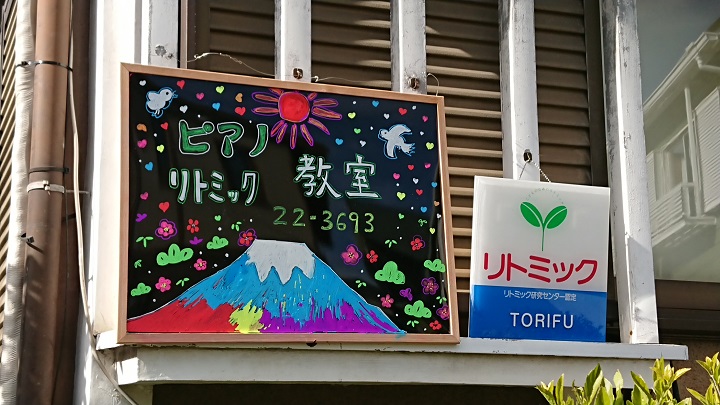 ピアノ
リトミック 教室
22-3693
リトミック
リトミック研究センター認定
TORIFU